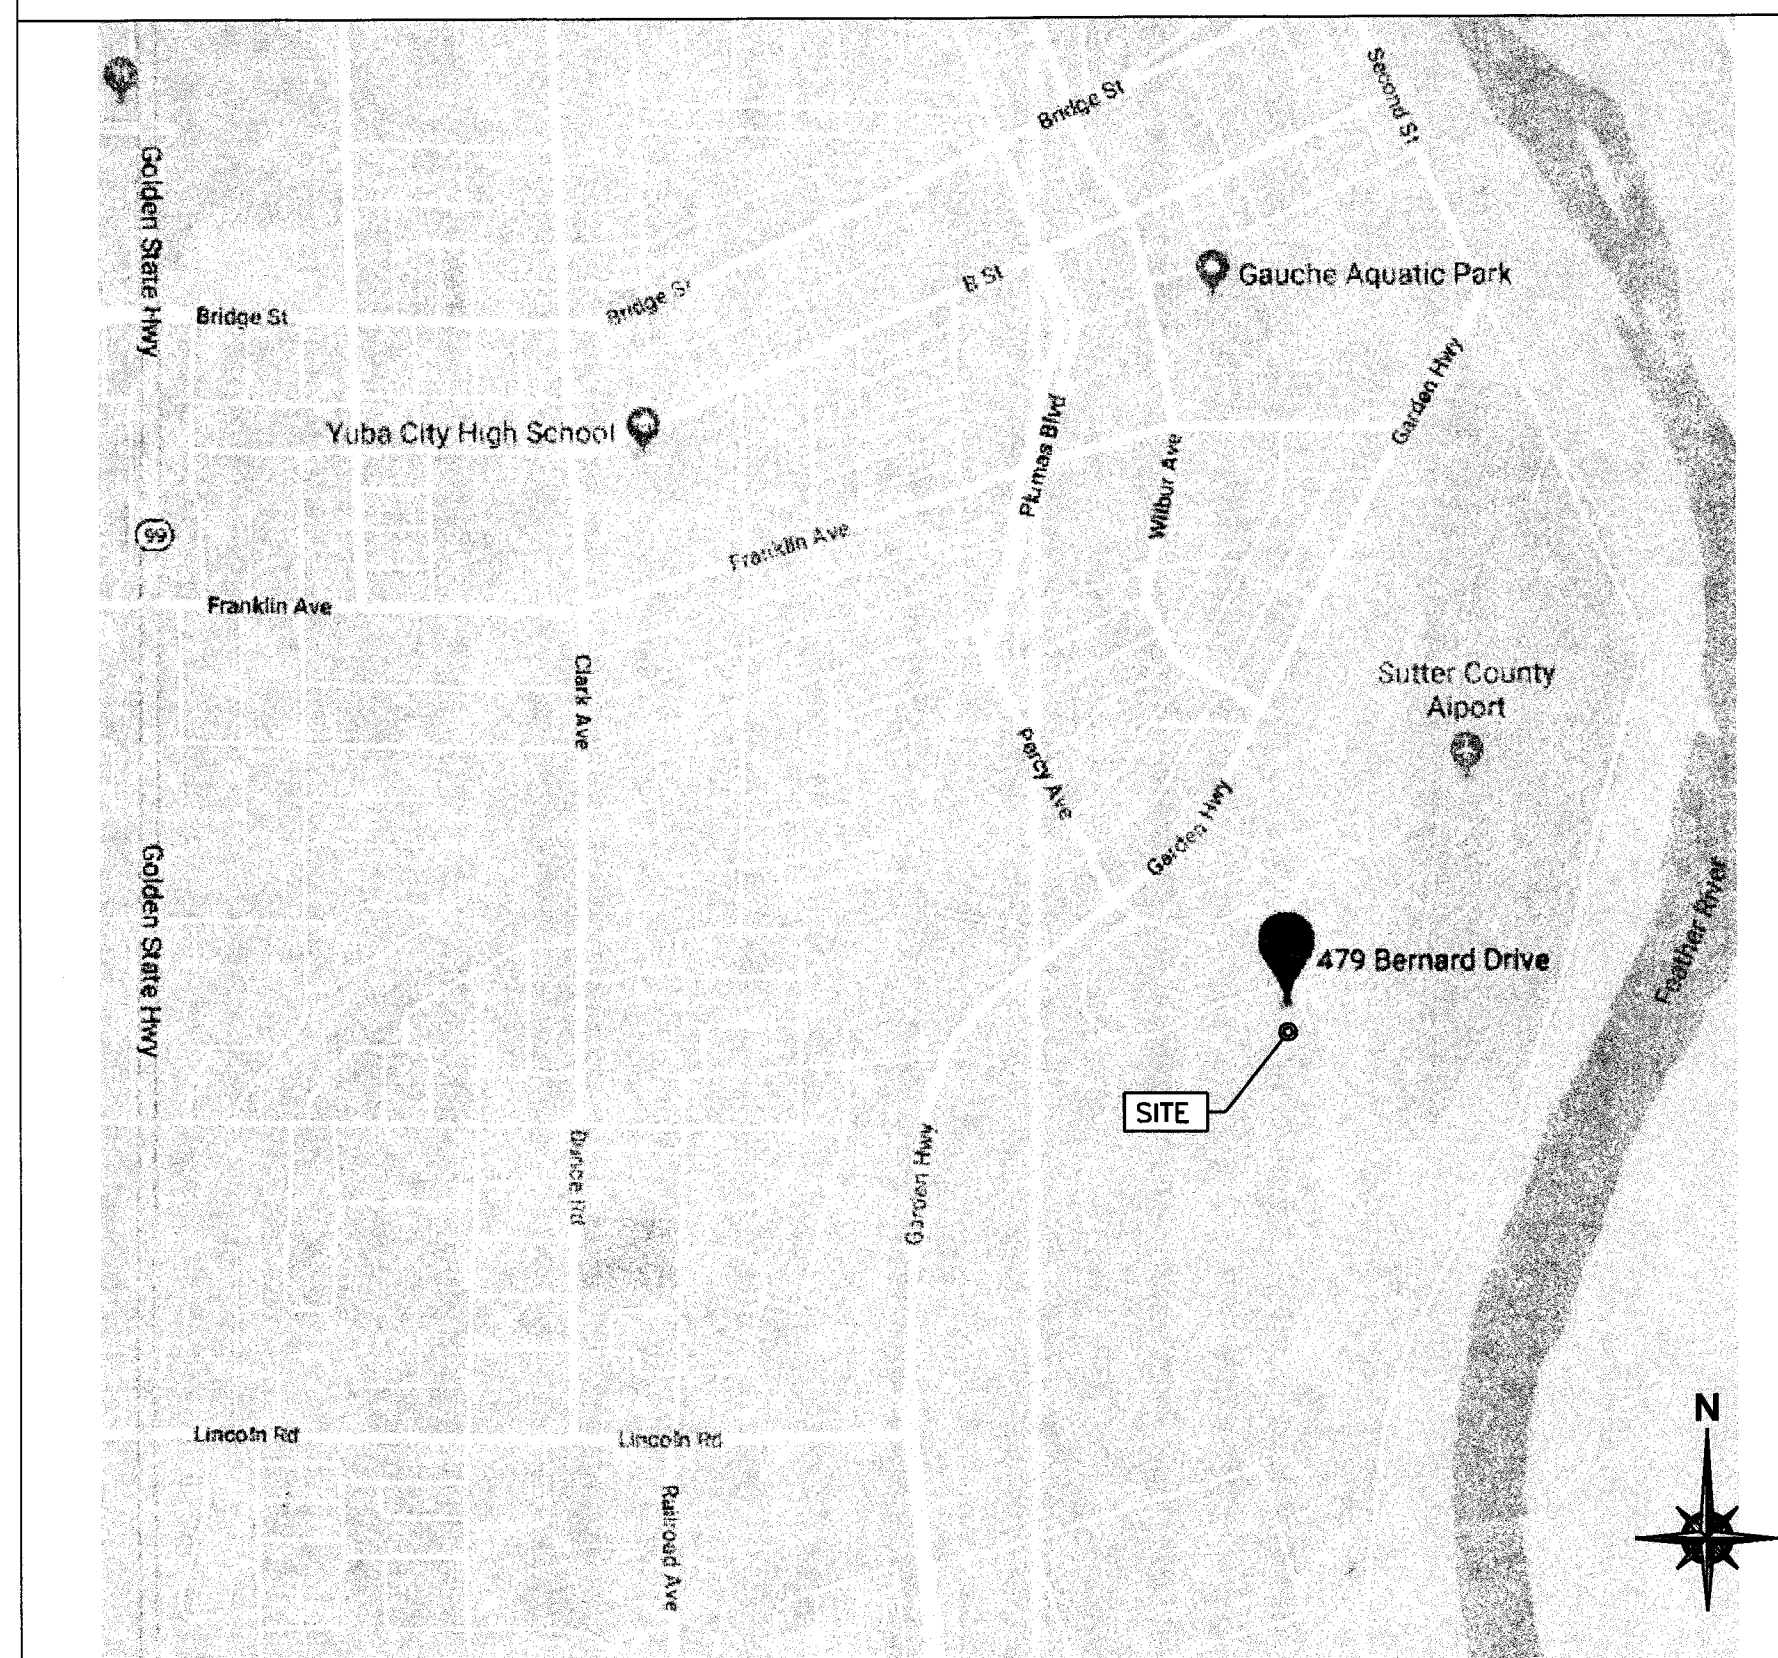 Second St
Bridge St
Golden State Hwy
Gauche Aquatic Park
B St
Bridge St
Bridge St
Garden Hwy
Yuba City High School
Plumas Blvd
Wilbur Ave
99
Franklin Ave
Franklin Ave
Clark Ave
Sutter County
Aiport
Percy Ave
Garden Hwy
Golden State Hwy
Feather River
479 Bernard Drive
SITE
Garden Hwy
Lincoln Rd
Lincoln Rd
N
Railroad Ave